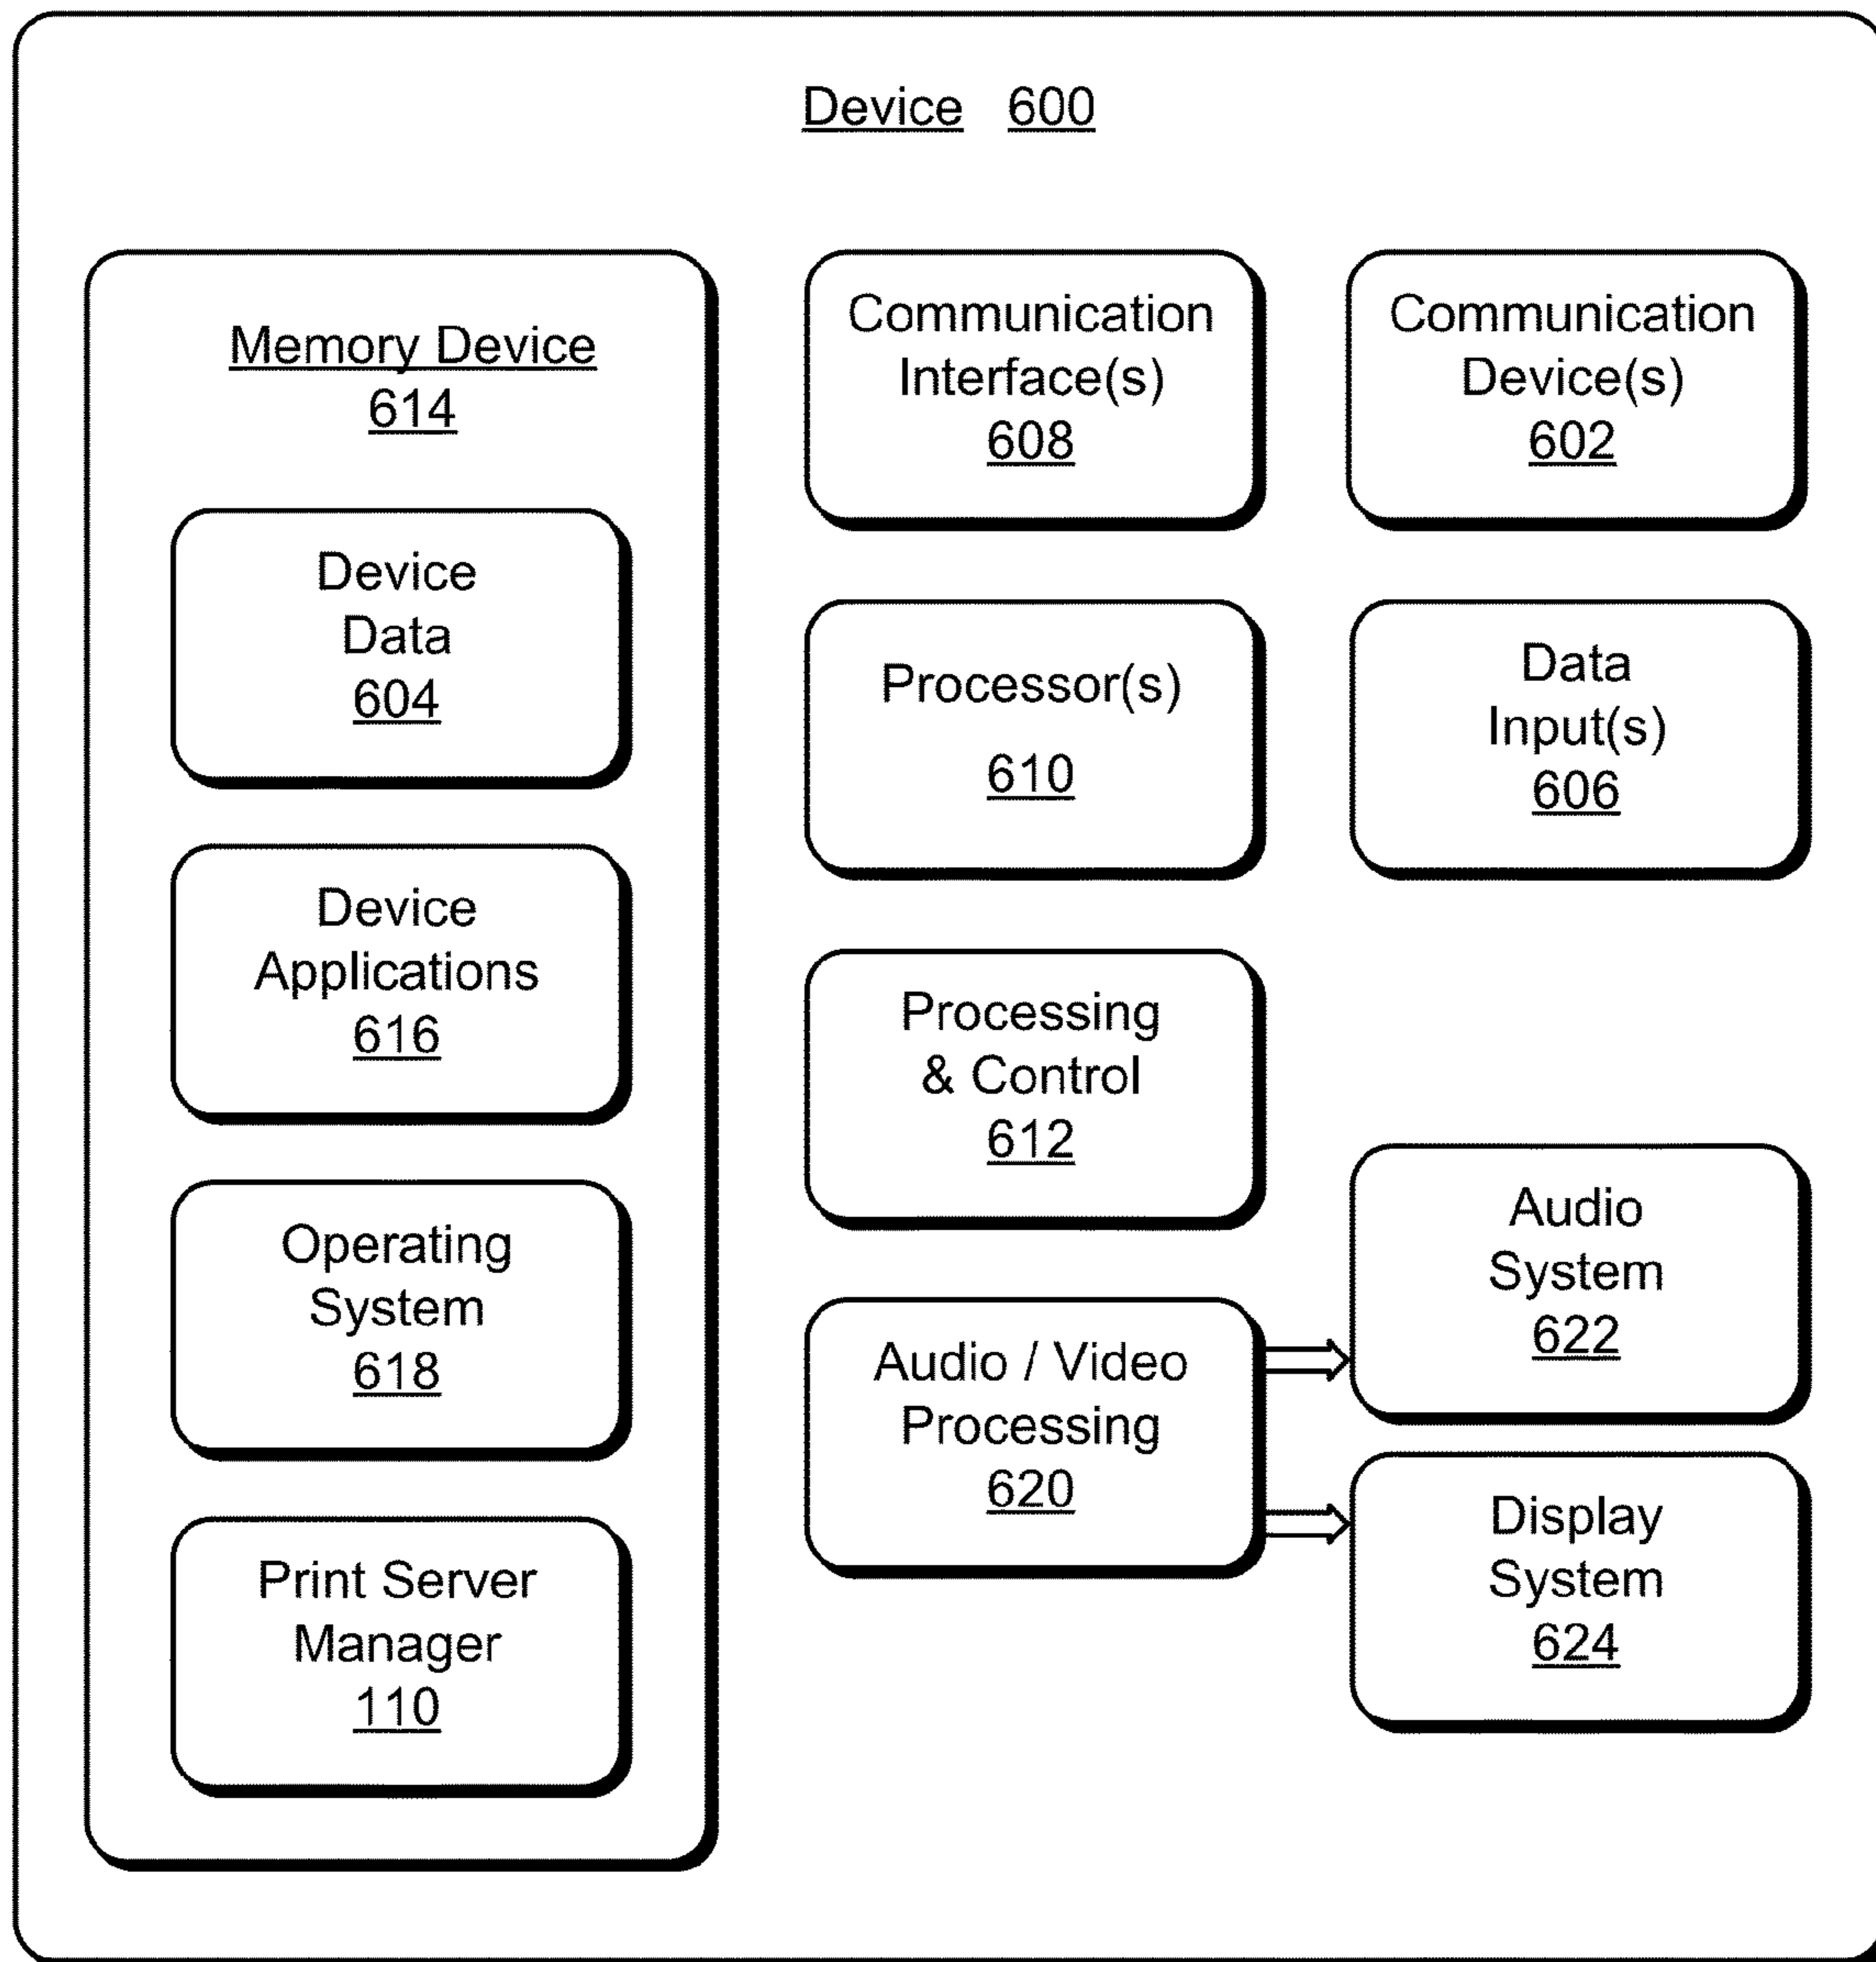 Device 600
Memory Device
614
Device
Data
604
Device
Applications
616
Operating
System
618
Print Server
Manager
110
Communication
Interface(s)
608
Processor(s)
610
Processing
& Control
612
Audio / Video
Processing
620
Communication
Device(s)
602
Data
Input(s)
606
Audio
System
622
Display
System
624